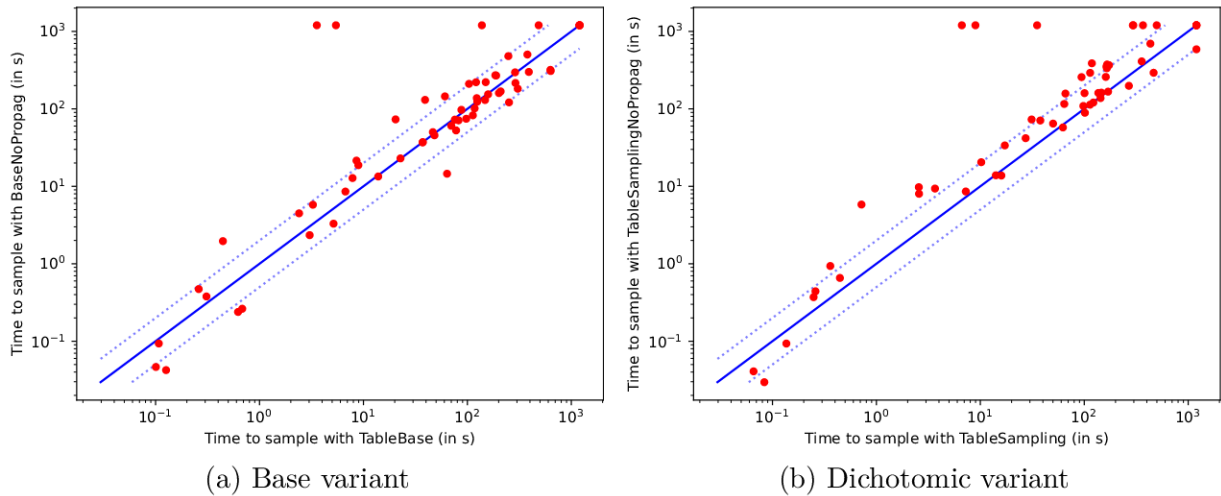 Time to sample with BaseNoPropag (in s)
10³
10²
10¹
10⁰
10⁻¹
10⁻¹ 10⁰ 10¹ 10² 10³
Time to sample with TableBase (in s)
(a) Base variant
Time to sample with TableSamplingNoPropag (in s)
10³
10²
10¹
10⁰
10⁻¹
10⁻¹ 10⁰ 10¹ 10² 10³
Time to sample with TableSampling (in s)
(b) Dichotomic variant